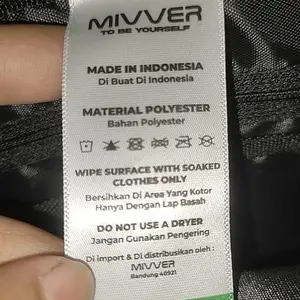 MIVVER
TO BE YOURSELF
MADE IN INDONESIA
Di Buat Di Indonesia
MATERIAL POLYESTER
Bahan Polyester
WIPE SURFACE WITH SOAKED
CLOTHES ONLY
Bersihkan Di Area Yang Kotor
Hanya Dengan Lap Basah
DO NOT USE A DRYER
Jangan Gunakan Pengering
Di import & Di distribusikan oleh :
MIVVER
Bandung 40921